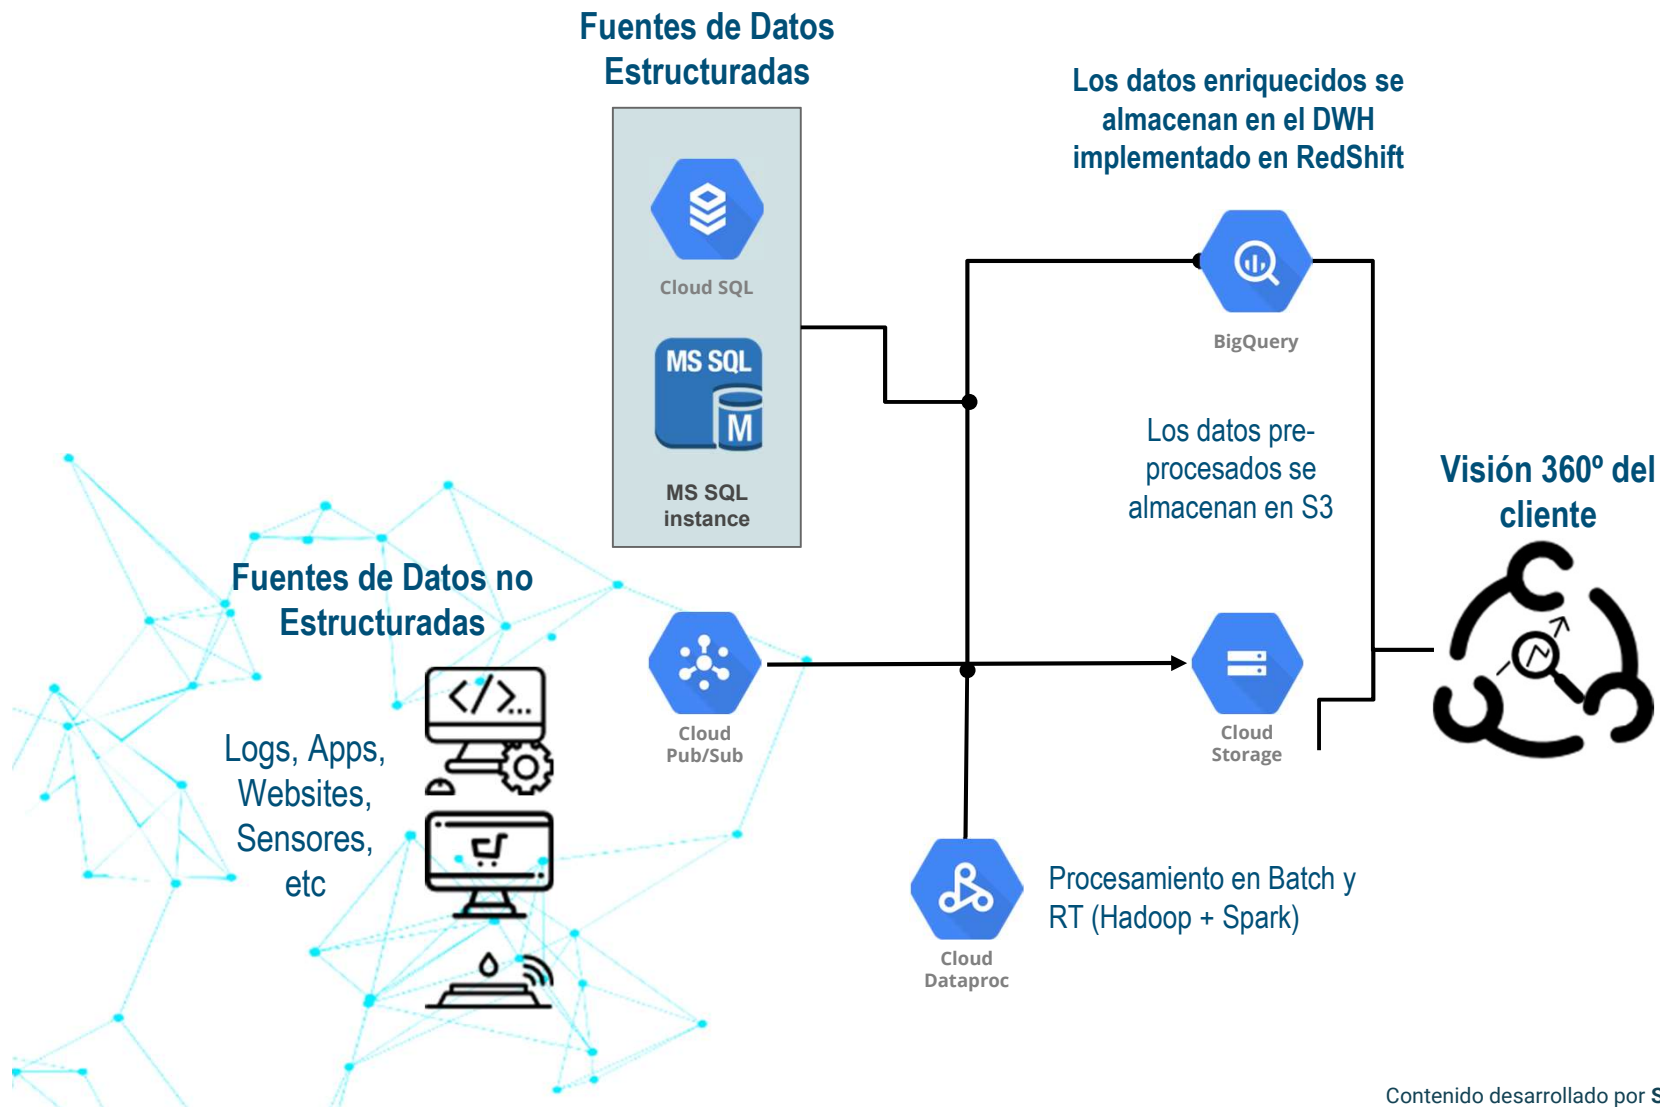 Fuentes de Datos
Estructuradas
Los datos enriquecidos se
almacenan en el DWH
implementado en RedShift
Cloud SQL
MS SQL
M
MS SQL
instance
BigQuery
Los datos pre-
procesados se
almacenan en S3
Visión 360º del
cliente
Fuentes de Datos no
Estructuradas
</>...
Logs, Apps,
Websites,
Sensores,
etc
Cloud
Pub/Sub
Cloud
Storage
Procesamiento en Batch y
RT (Hadoop + Spark)
Cloud
Dataproc
Contenido desarrollado por S